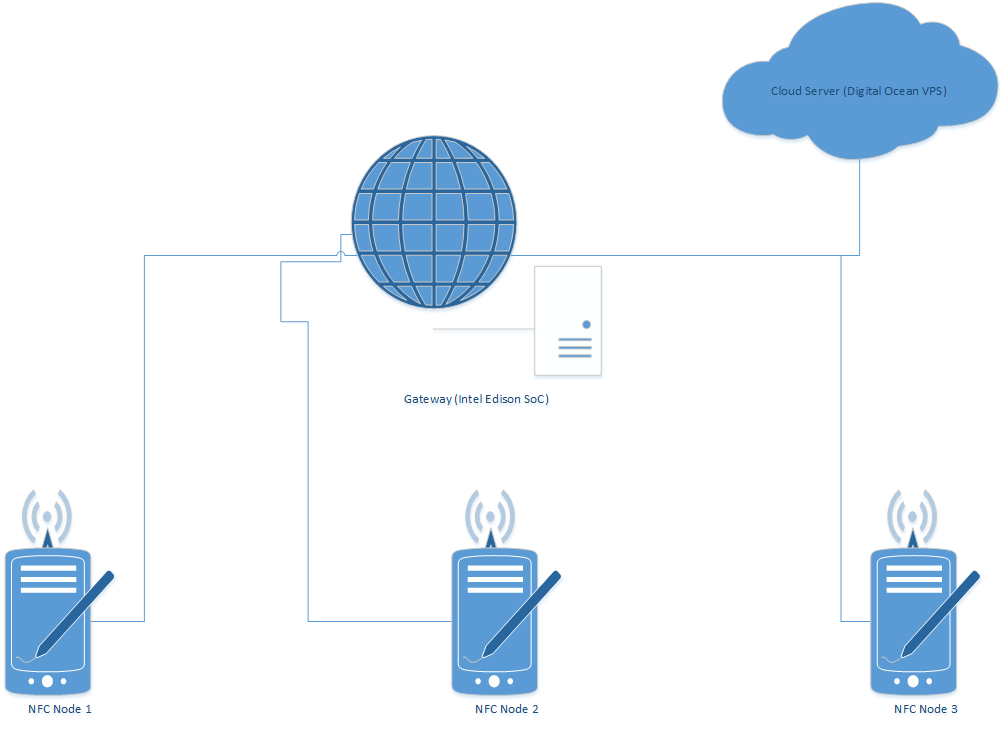 Cloud Server (Digital Ocean VPS)
Gateway (Intel Edison SoC)
NFC Node 1
NFC Node 2
NFC Node 3